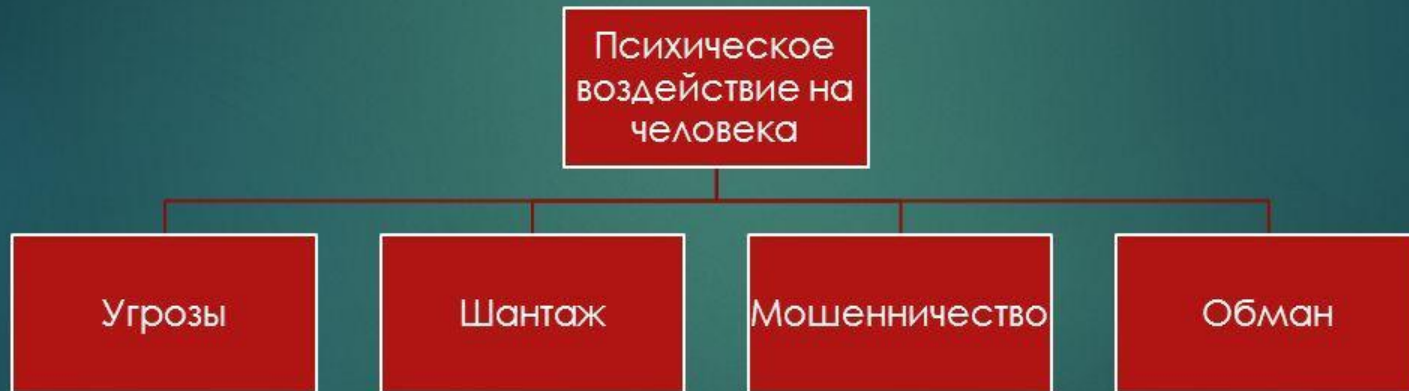 Психическое
воздействие на
человека
Угрозы
Шантаж
Мошенничество
Обман